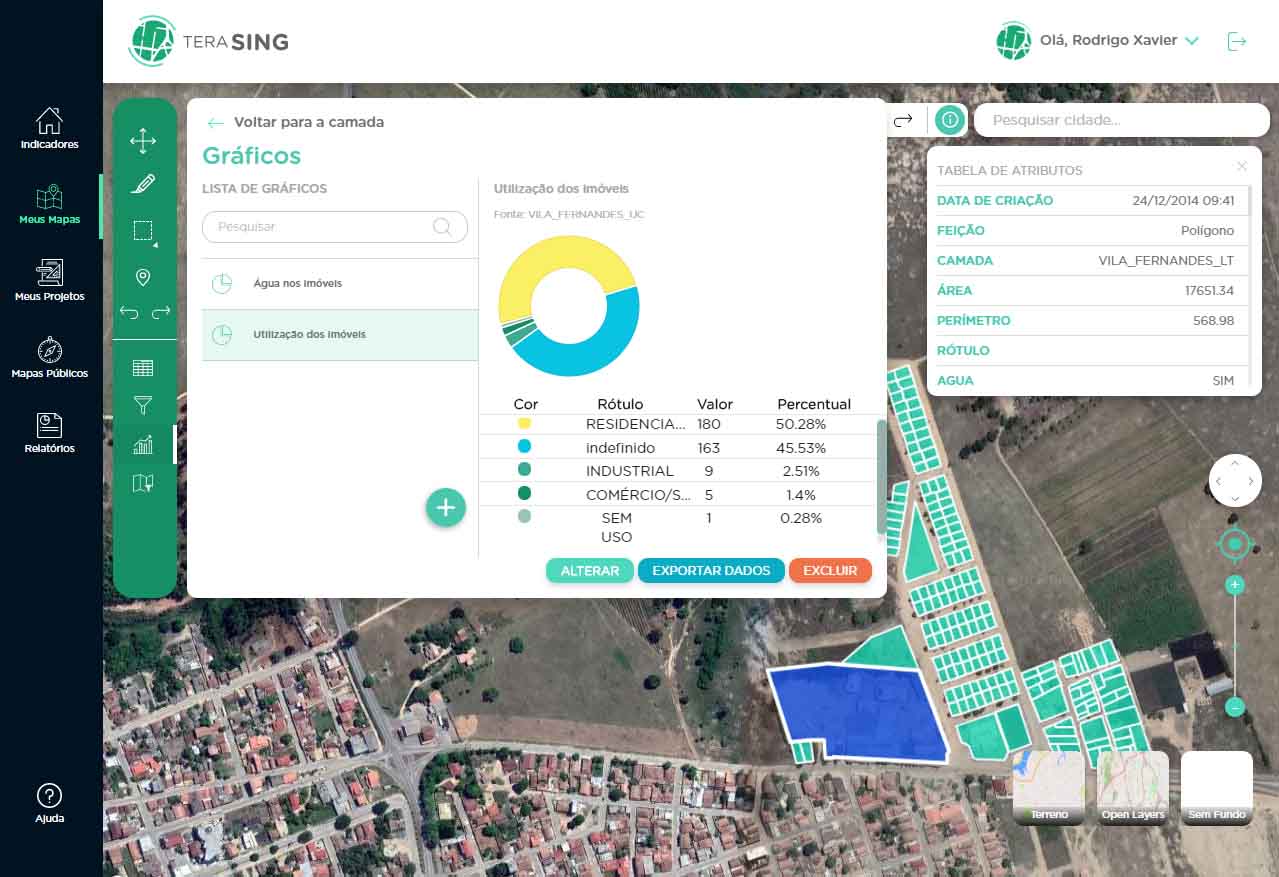 TERA SING
Olá, Rodrigo Xavier
Indicadores
Meus Mapas
Meus Projetos
Mapas Públicos
Relatórios
Ajuda
Voltar para a camada
Gráficos
LISTA DE GRÁFICOS
Pesquisar
Água nos imóveis
Utilização dos imóveis
Utilização dos imóveis
Fonte: VILA_FERNANDES_UC
Cor Rótulo Valor Percentual
RESIDENCIA... 180 50.28%
indefinido 163 45.53%
INDUSTRIAL 9 2.51%
COMÉRCIO/S... 5 1.4%
SEM 1 0.28%
USO
ALTERAR EXPORTAR DADOS EXCLUIR
Pesquisar cidade...
TABELA DE ATRIBUTOS
DATA DE CRIAÇÃO 24/12/2014 09:41
FEIÇÃO Polígono
CAMADA VILA_FERNANDES_LT
ÁREA 17651.34
PERÍMETRO 568.98
RÓTULO
AGUA SIM
Terreno Open Layers Sem Fundo